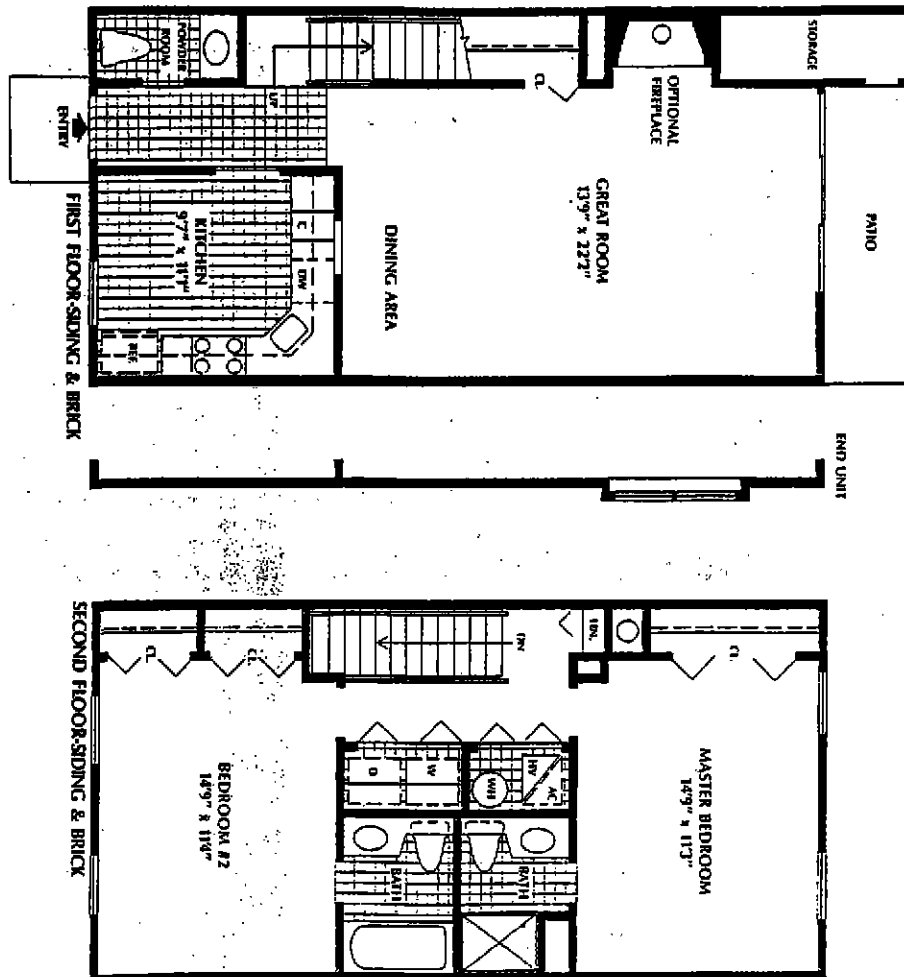 STORAGE
PATIO
END UNIT
OPTIONAL
FIREPLACE
GREAT ROOM
13'9" x 22'2"
CL.
DINING AREA
UP
C
DW
REF.
POWDER
ROOM
KITCHEN
9'7" x 11'1"
ENTRY
FIRST FLOOR-SIDING & BRICK
CL.
MASTER BEDROOM
14'9" x 11'3"
LIN.
DN
HV
AC
WH
BATH
W
D
BATH
CL.
CL.
BEDROOM #2
14'9" x 11'4"
SECOND FLOOR-SIDING & BRICK